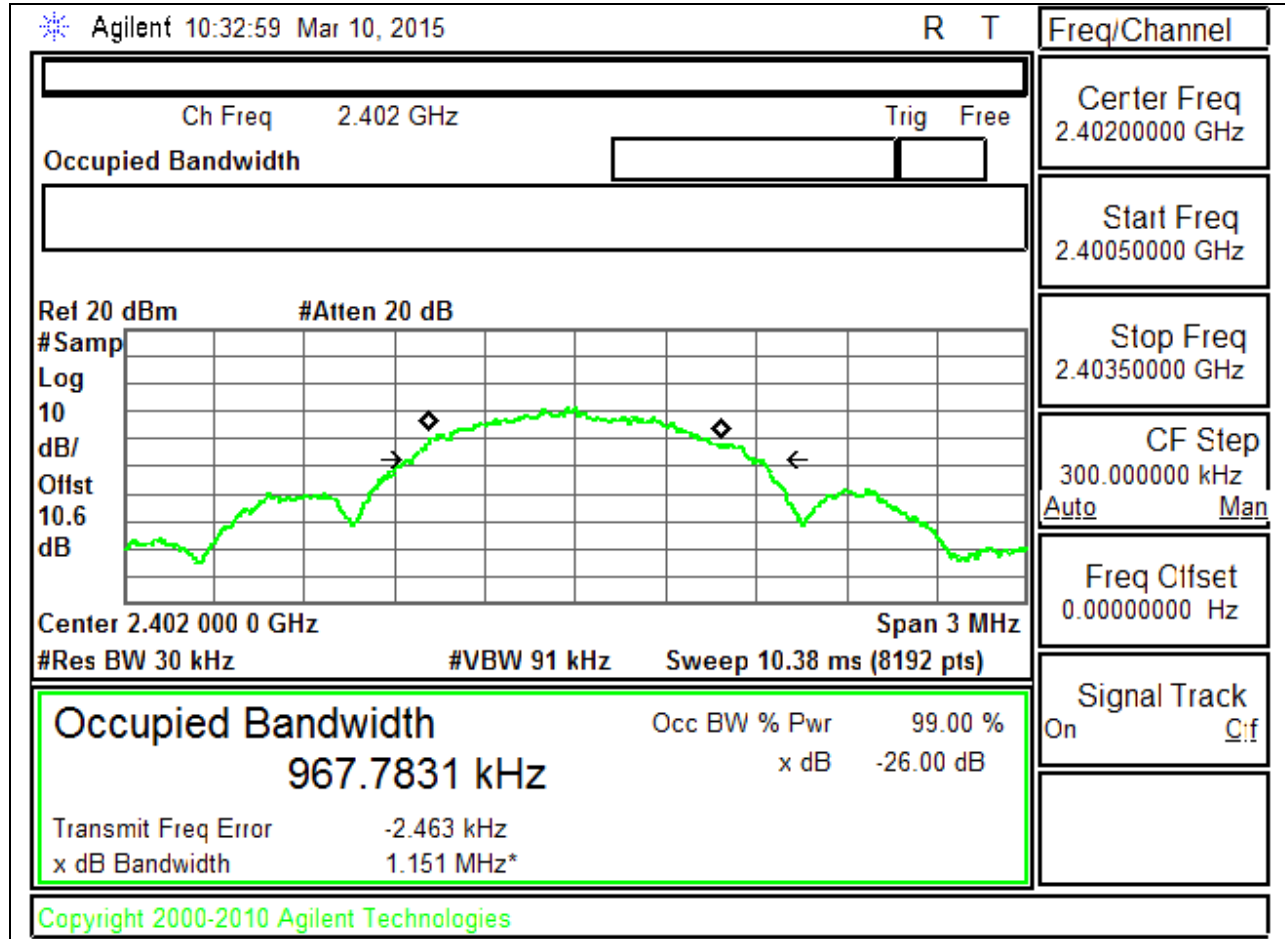 Agilent 10:32:59 Mar 10, 2015 R T
Ch Freq 2.402 GHz Trig Free
Occupied Bandwidth
Ref 20 dBm #Atten 20 dB
#Samp
Log
10
dB/
Offst
10.6
dB
Center 2.402 000 0 GHz Span 3 MHz
#Res BW 30 kHz #VBW 91 kHz Sweep 10.38 ms (8192 pts)
Occupied Bandwidth
967.7831 kHz
Occ BW % Pwr 99.00 %
x dB -26.00 dB
Transmit Freq Error -2.463 kHz
x dB Bandwidth 1.151 MHz*
Copyright 2000-2010 Agilent Technologies
Freq/Channel
Center Freq
2.40200000 GHz
Start Freq
2.40050000 GHz
Stop Freq
2.40350000 GHz
CF Step
300.000000 kHz
Auto Man
Freq Offset
0.00000000 Hz
Signal Track
On Off